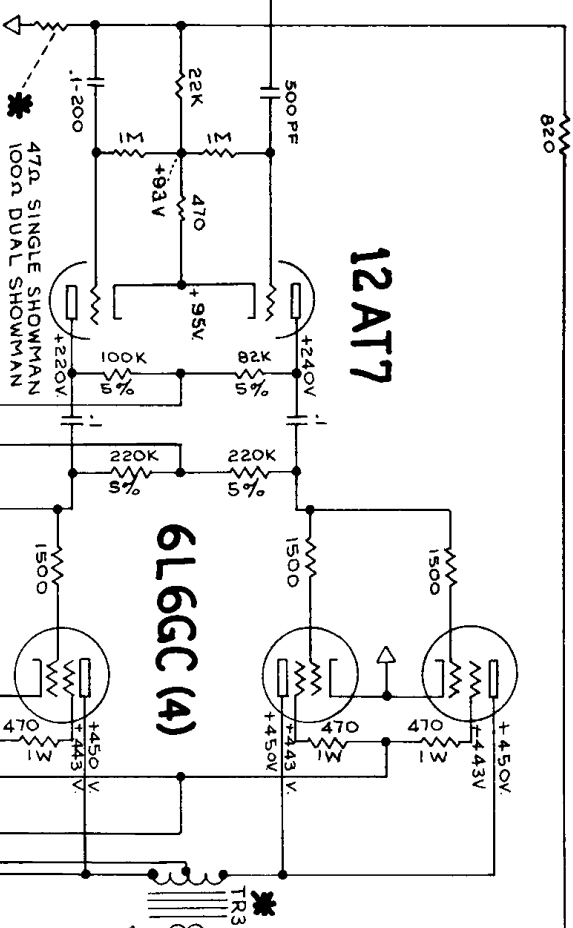 820
22K
.1-200
500 PF
1M
1M
+93V
470
47Ω SINGLE SHOWMAN
100Ω DUAL SHOWMAN
+95V.
12AT7
+220V.
+240V
100K
5%
82K
5%
.1
.1
220K
5%
220K
5%
6L6GC (4)
1500
1500
1500
470
1W
470
1W
470
1W
+450V.
+443V.
+450V.
+443V.
+450V.
+443V.
TR3